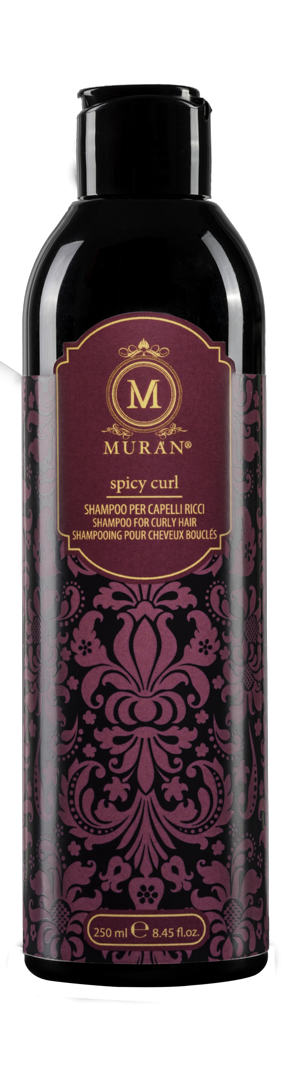 M
MURÁN®
spicy curl
SHAMPOO PER CAPELLI RICCI
SHAMPOO FOR CURLY HAIR
SHAMPOOING POUR CHEVEUX BOUCLÉS
250 ml ℮ 8.45 fl.oz.